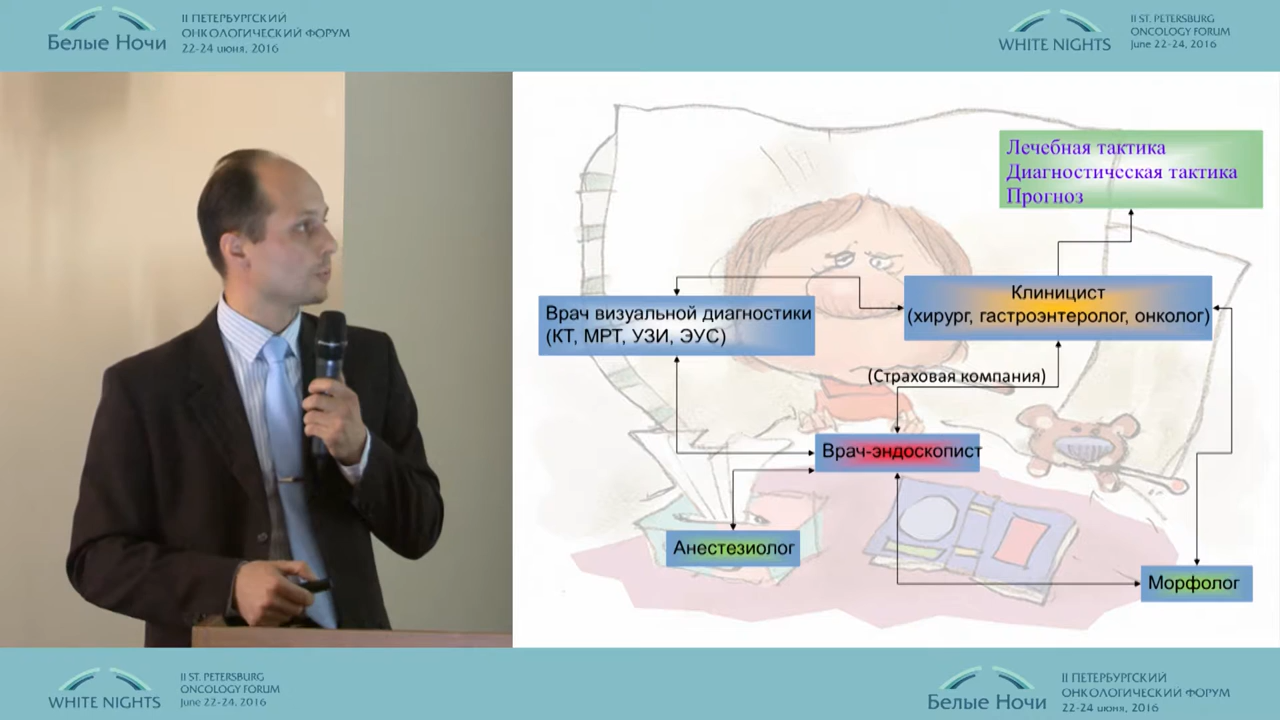 Белые Ночи
II ПЕТЕРБУРГСКИЙ
ОНКОЛОГИЧЕСКИЙ ФОРУМ
22-24 июня, 2016
WHITE NIGHTS
II ST. PETERSBURG
ONCOLOGY FORUM
June 22-24, 2016
Лечебная тактика
Диагностическая тактика
Прогноз
Клиницист
(хирург, гастроэнтеролог, онколог)
Врач визуальной диагностики
(КТ, МРТ, УЗИ, ЭУС)
(Страховая компания)
Врач-эндоскопист
Анестезиолог
Морфолог
WHITE NIGHTS
II ST. PETERSBURG
ONCOLOGY FORUM
June 22-24, 2016
Белые Ночи
II ПЕТЕРБУРГСКИЙ
ОНКОЛОГИЧЕСКИЙ ФОРУМ
22-24 июня, 2016